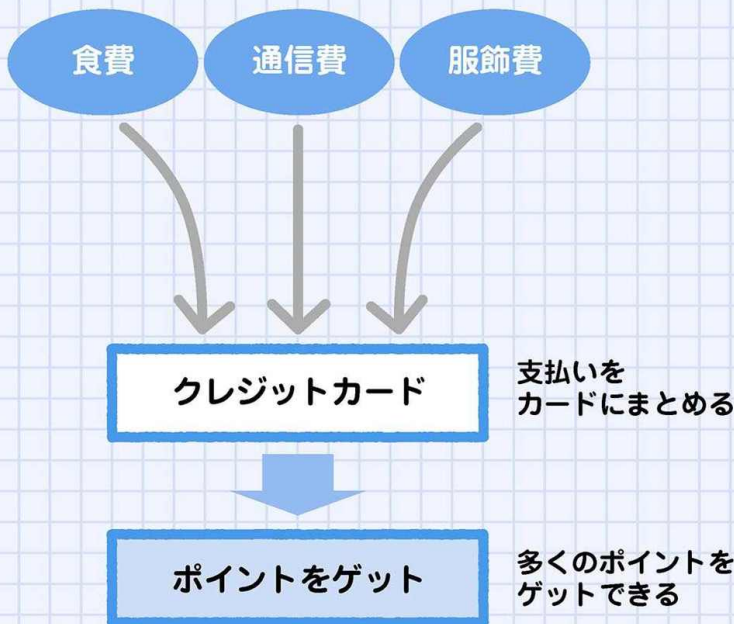 食費
通信費
服飾費
クレジットカード
支払いを
カードにまとめる
ポイントをゲット
多くのポイントを
ゲットできる